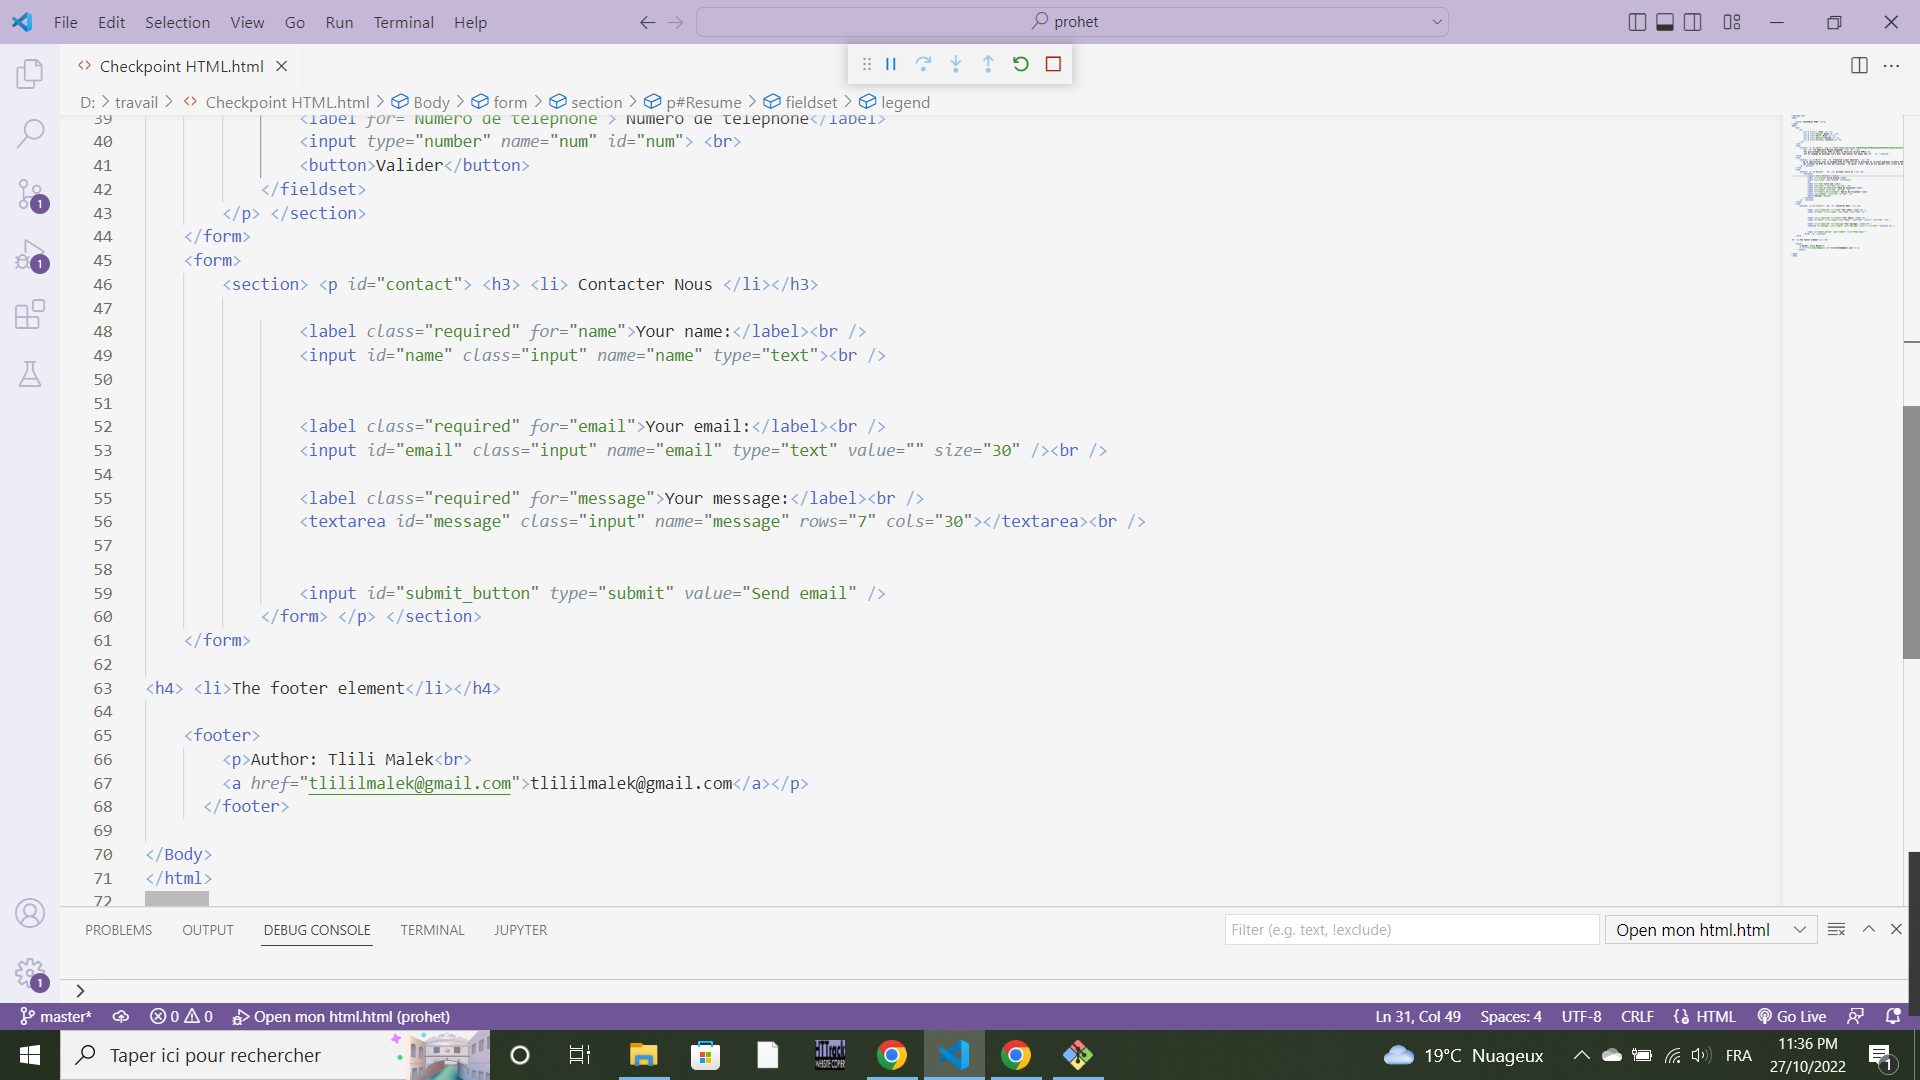 File Edit Selection View Go Run Terminal Help prohet
Checkpoint HTML.html
D: > travail > Checkpoint HTML.html > Body > form > section > p#Resume > fieldset > legend
39 <label for="Numero de telephone"> Numero de telephone</label>
40 <input type="number" name="num" id="num"> <br>
41 <button>Valider</button>
42 </fieldset>
43 </p> </section>
44 </form>
45 <form>
46 <section> <p id="contact"> <h3> <li> Contacter Nous </li></h3>
47
48 <label class="required" for="name">Your name:</label><br />
49 <input id="name" class="input" name="name" type="text"><br />
50
51
52 <label class="required" for="email">Your email:</label><br />
53 <input id="email" class="input" name="email" type="text" value="" size="30" /><br />
54
55 <label class="required" for="message">Your message:</label><br />
56 <textarea id="message" class="input" name="message" rows="7" cols="30"></textarea><br />
57
58
59 <input id="submit_button" type="submit" value="Send email" />
60 </form> </p> </section>
61 </form>
62
63 <h4> <li>The footer element</li></h4>
64
65 <footer>
66 <p>Author: Tlili Malek<br>
67 <a href="tlililmalek@gmail.com">tlililmalek@gmail.com</a></p>
68 </footer>
69
70 </Body>
71 </html>
72
PROBLEMS OUTPUT DEBUG CONSOLE TERMINAL JUPYTER Filter (e.g. text, !exclude) Open mon html.html
1
1
1
master* 0 0 Open mon html.html (prohet) Ln 31, Col 49 Spaces: 4 UTF-8 CRLF HTML Go Live
Taper ici pour rechercher HTTrack WEBSITE COPIER 19°C Nuageux FRA 11:36 PM
27/10/2022 1